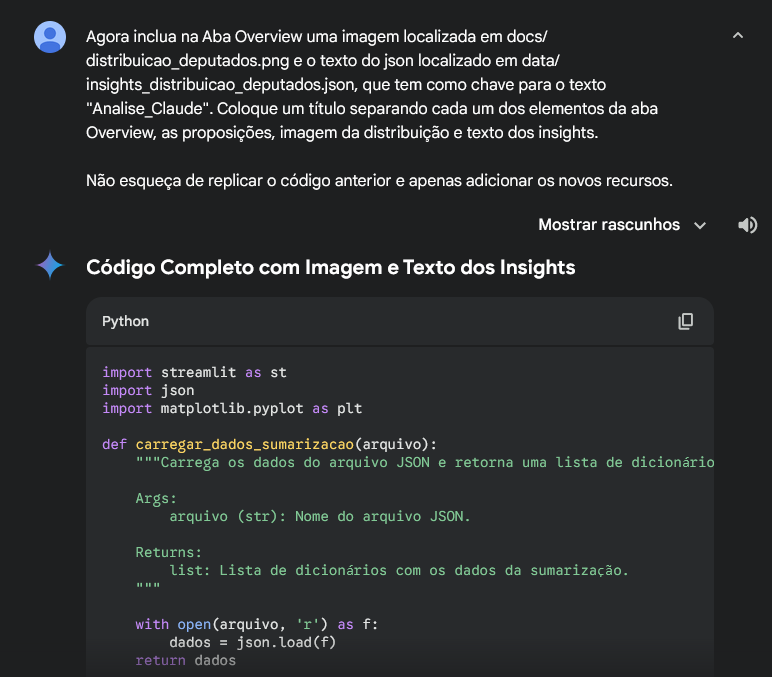 Agora inclua na Aba Overview uma imagem localizada em docs/
distribuicao_deputados.png e o texto do json localizado em data/
insights_distribuicao_deputados.json, que tem como chave para o texto
"Analise_Claude". Coloque um título separando cada um dos elementos da aba
Overview, as proposições, imagem da distribuição e texto dos insights.
Não esqueça de replicar o código anterior e apenas adicionar os novos recursos.
Mostrar rascunhos
Código Completo com Imagem e Texto dos Insights
Python
import streamlit as st
import json
import matplotlib.pyplot as plt
def carregar_dados_sumarizacao(arquivo):
"""Carrega os dados do arquivo JSON e retorna uma lista de dicionário
Args:
arquivo (str): Nome do arquivo JSON.
Returns:
list: Lista de dicionários com os dados da sumarização.
"""
with open(arquivo, 'r') as f:
dados = json.load(f)
return dados